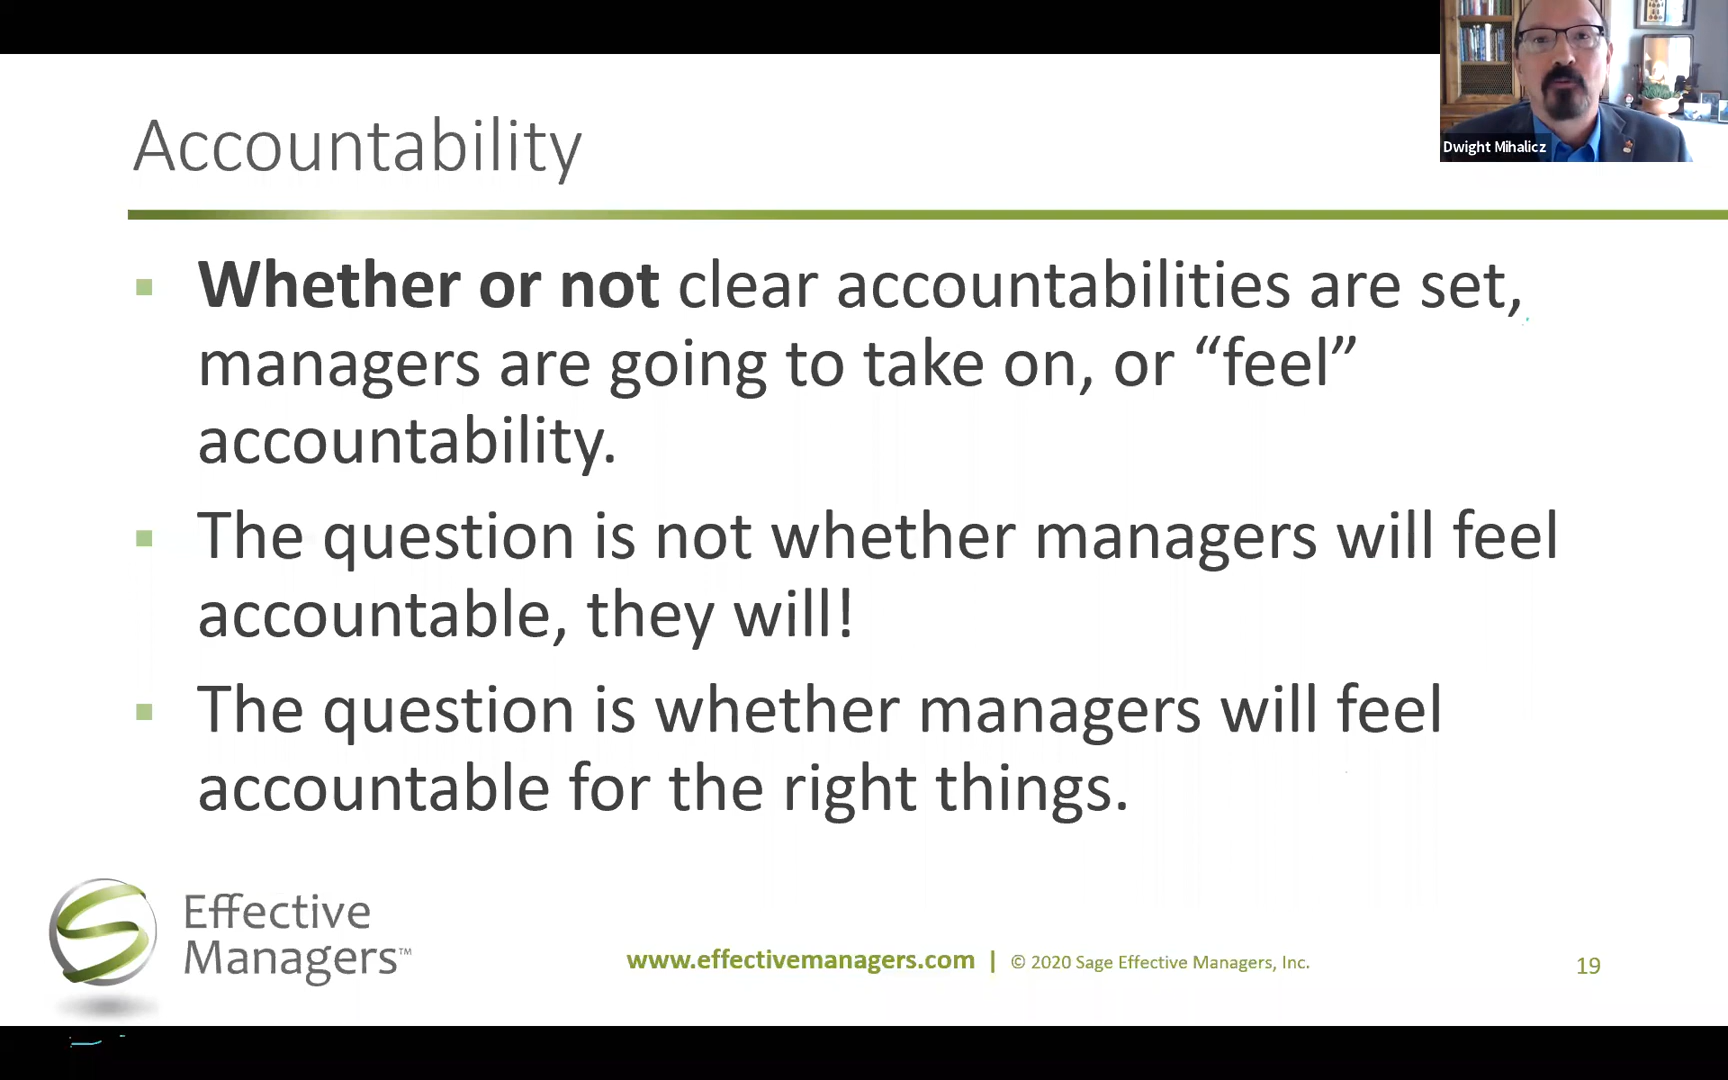 Dwight Mihalicz
Accountability
▪ Whether or not clear accountabilities are set,
managers are going to take on, or “feel”
accountability.
▪ The question is not whether managers will feel
accountable, they will!
▪ The question is whether managers will feel
accountable for the right things.
Effective
Managers™
www.effectivemanagers.com | © 2020 Sage Effective Managers, Inc.
19